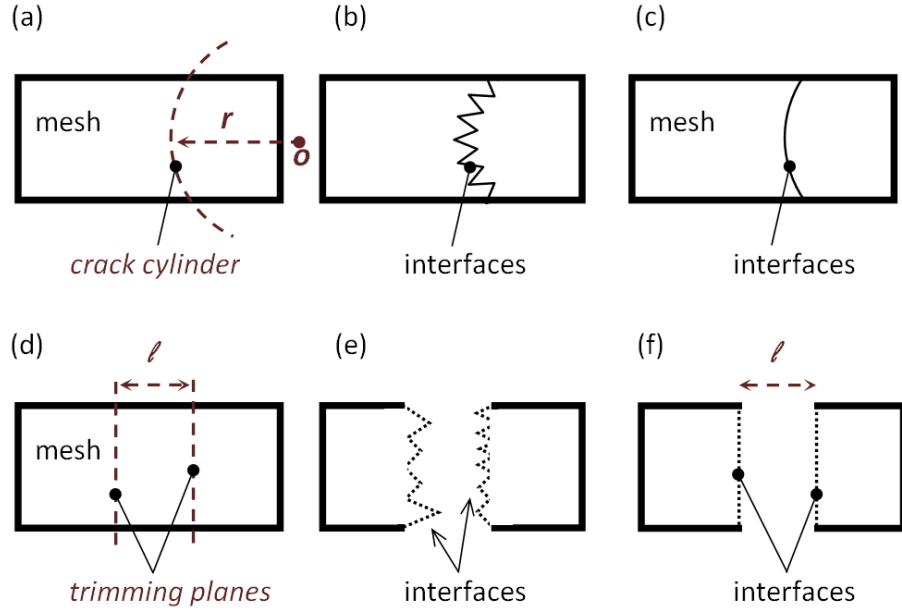 (a) (b) (c)
mesh r o mesh
crack cylinder interfaces interfaces
(d) (e) (f)
ℓ ℓ
mesh
trimming planes interfaces interfaces